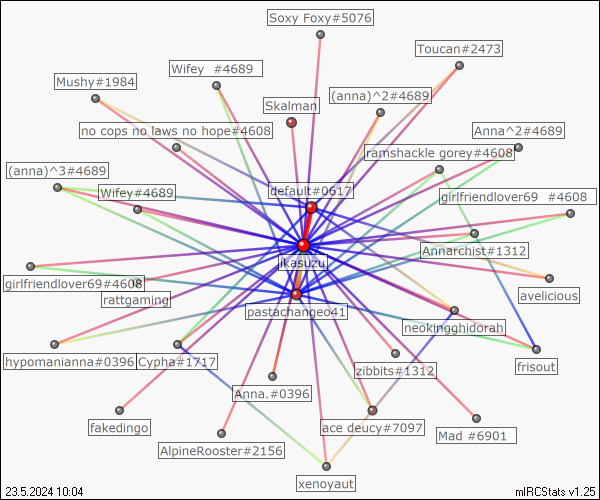 Soxy Foxy#5076
Toucan#2473
Wifey  #4689
Mushy#1984
(anna)^2#4689
Skalman
no cops no laws no hope#4608
Anna^2#4689
ramshackle gorey#4608
(anna)^3#4689
default#0617
Wifey#4689
girlfriendlover69  #4608
Annarchist#1312
ikasuzu
girlfriendlover69#4608
rattgaming
avelicious
pastachangeo41
neokingghidorah
hypomanianna#0396
Cypha#1717
zibbits#1312
frisout
Anna.#0396
fakedingo
ace deucy#7097
Mad #6901
AlpineRooster#2156
xenoyaut
23.5.2024 10:04
mIRCStats v1.25